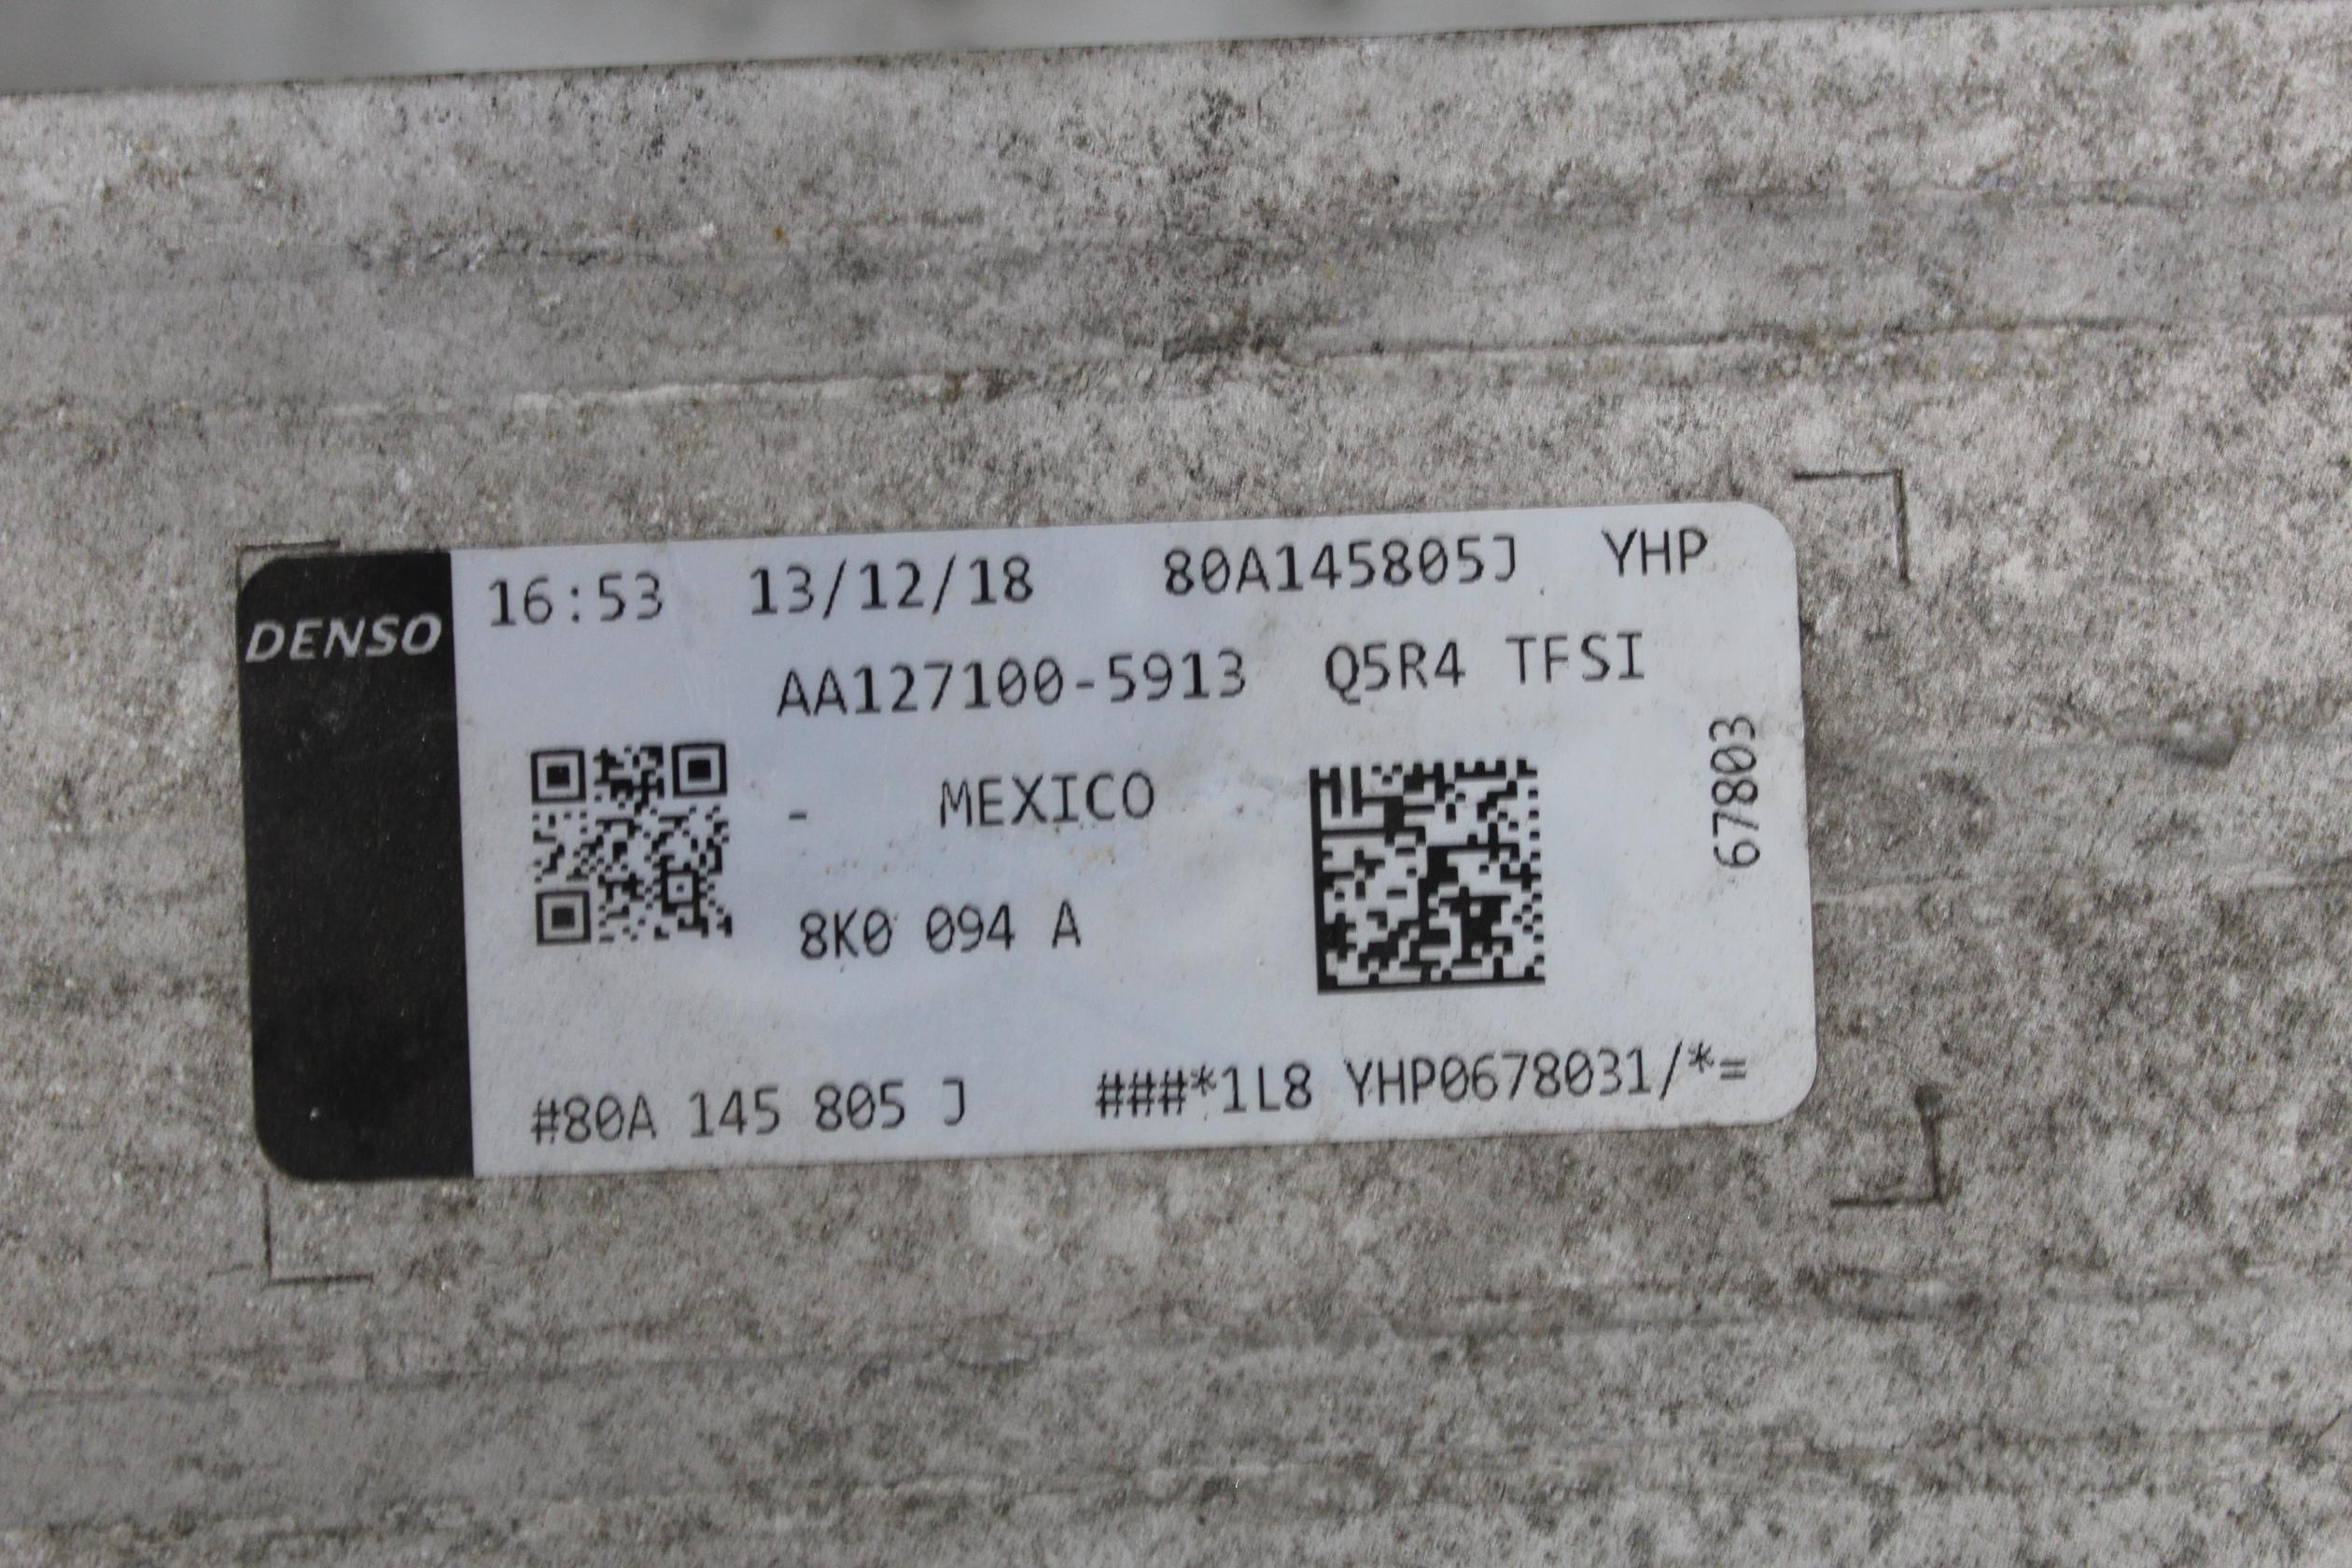 DENSO
16:53 13/12/18 80A145805J YHP
AA127100-5913 Q5R4 TFSI
- MEXICO
67803
8K0 094 A
#80A 145 805 J ###*1L8 YHP0678031/*=